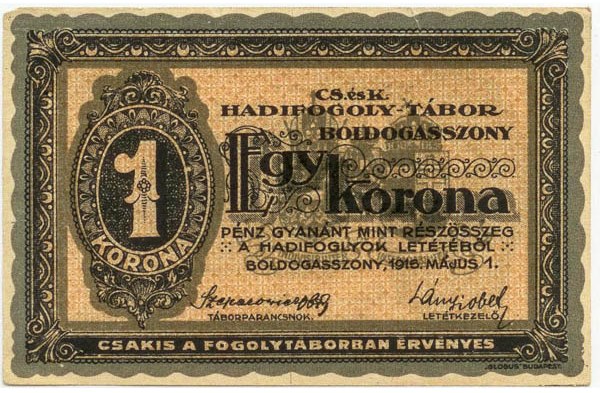 CS. és K.
HADIFOGOLY-TÁBOR
BOLDOGASSZONY
Egy Korona
1
KORONA
PÉNZ GYANÁNT MINT RÉSZÖSSZEG
A HADIFOGLYOK LETÉTÉBŐL
BOLDOGASSZONY, 1916. MÁJUS 1.
TÁBORPARANCSNOK.
LETÉTKEZELŐ
CSAKIS A FOGOLYTÁBORBAN ÉRVÉNYES
„GLOBUS" BUDAPEST.